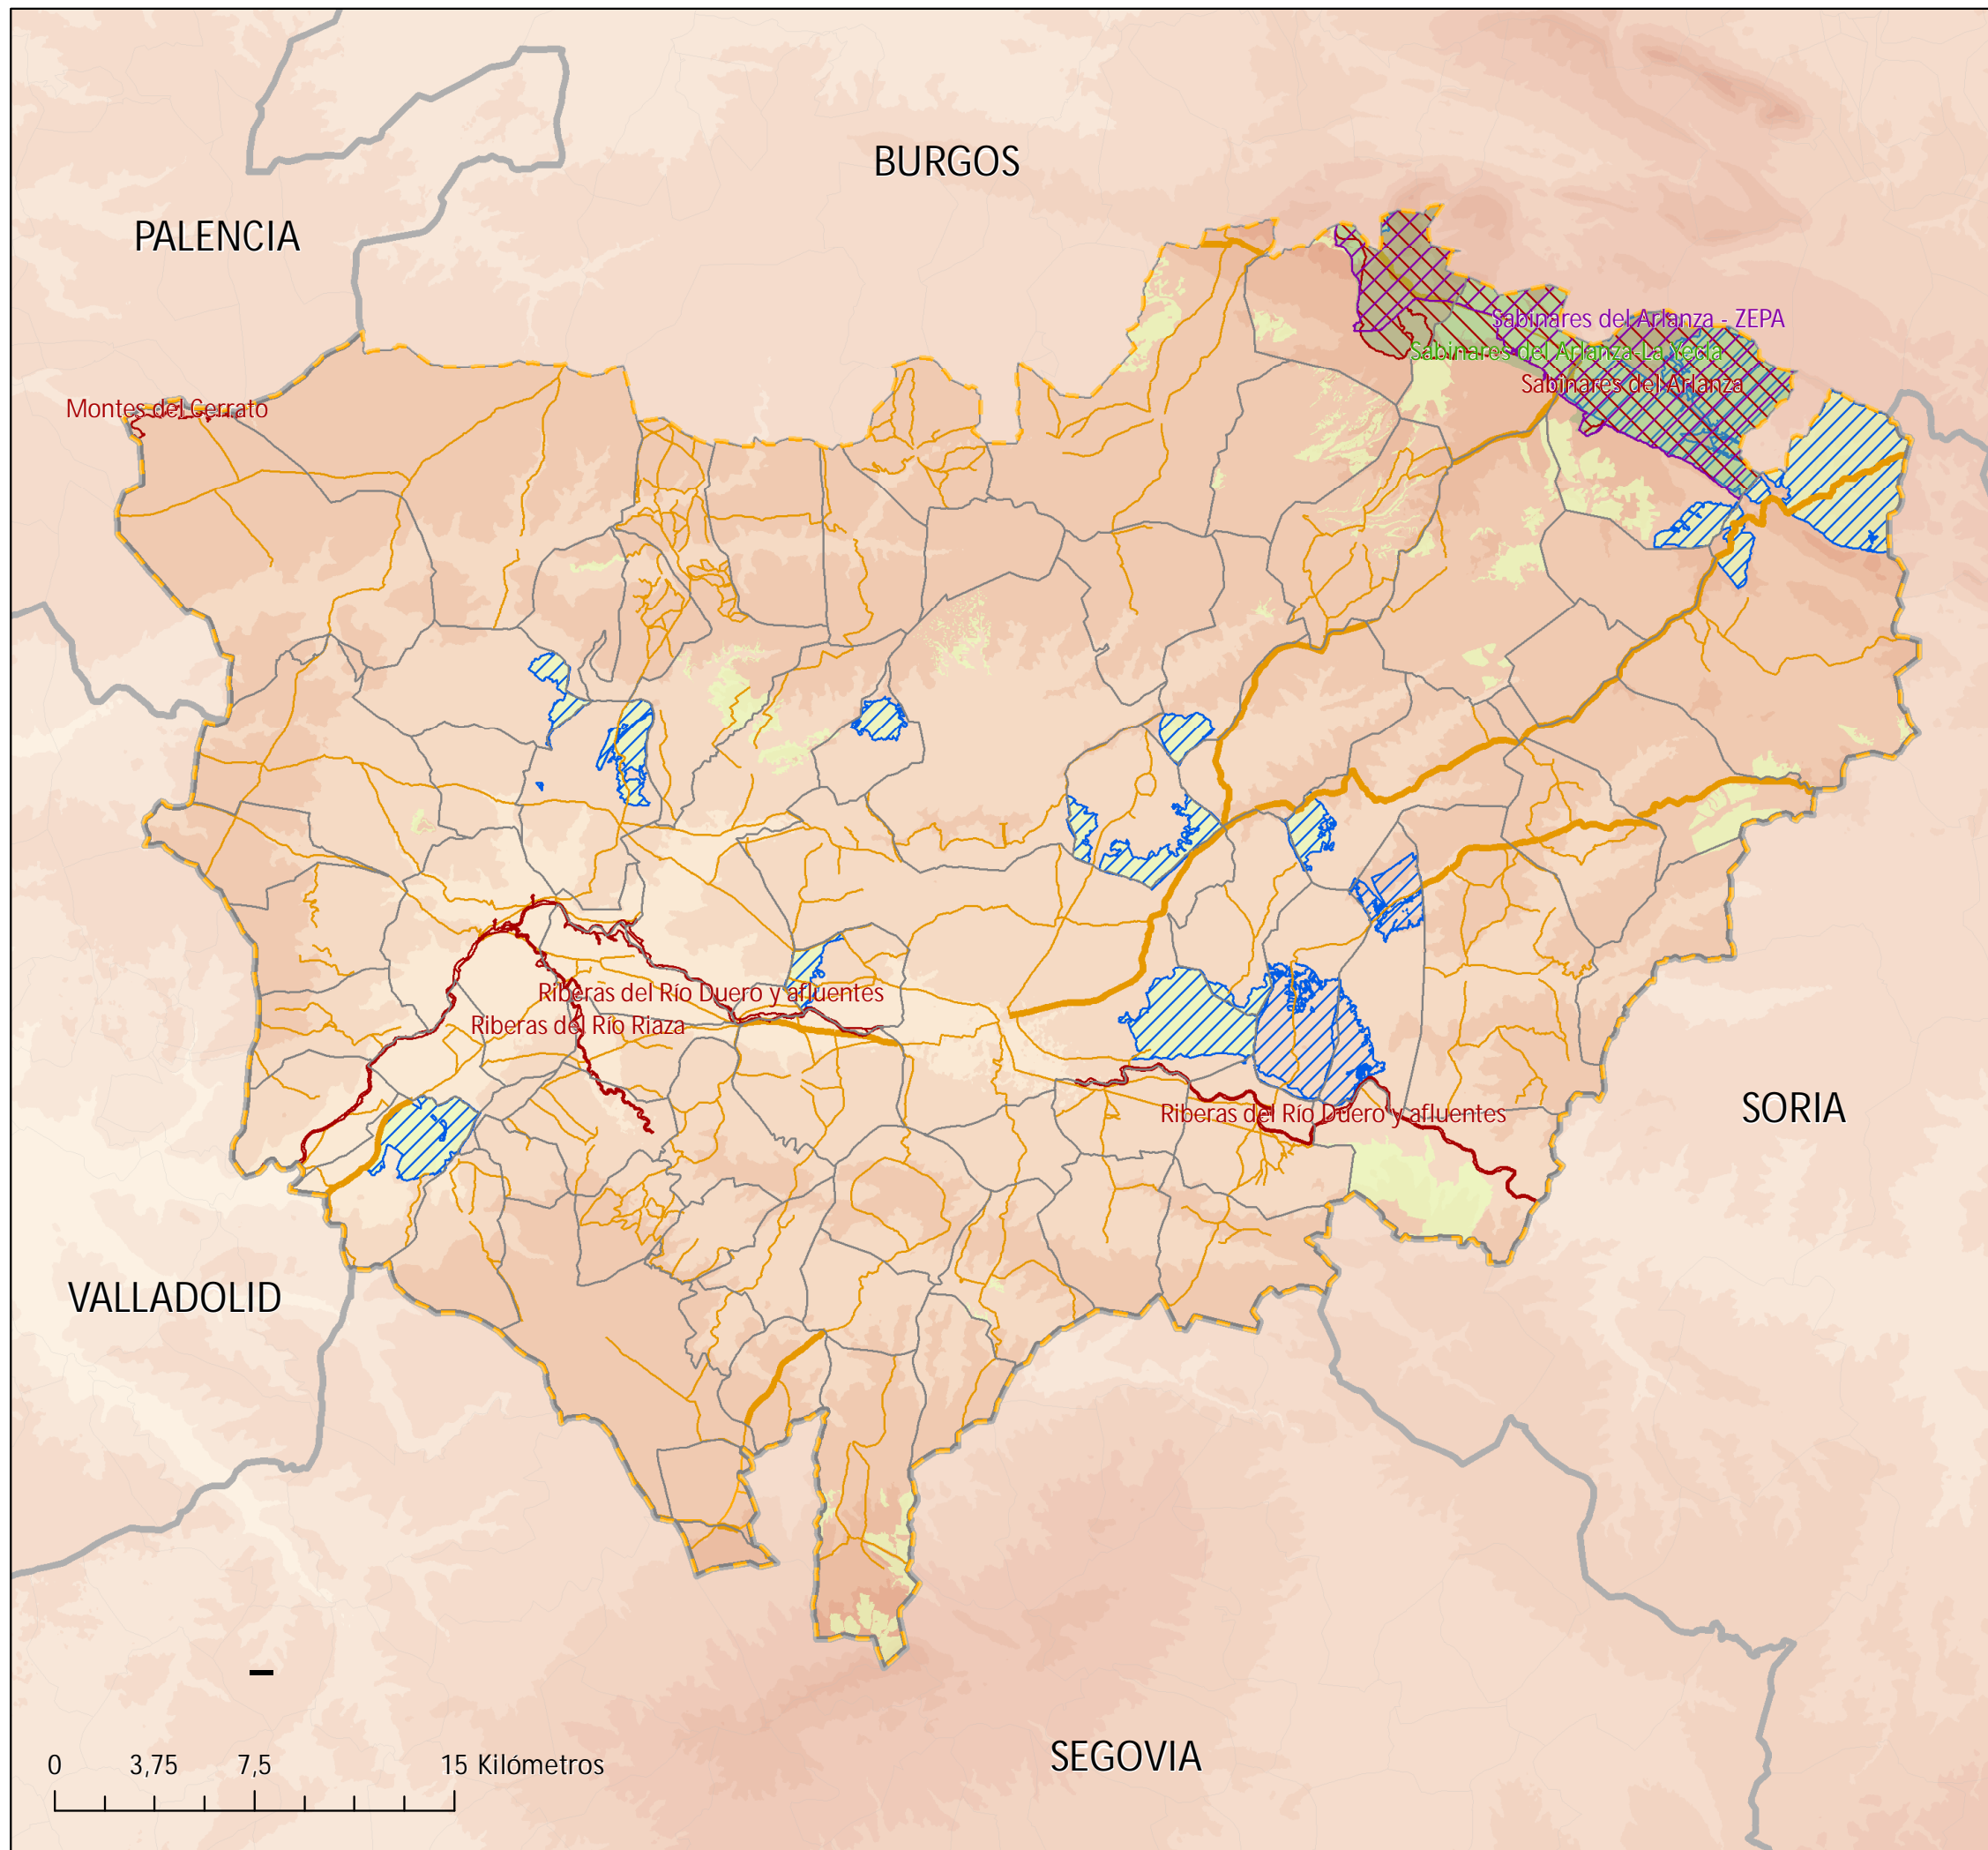 BURGOS
PALENCIA
Sabinares del Arlanza - ZEPA
Sabinares del Arlanza-La Yecla
Sabinares del Arlanza
Montes del Cerrato
Riberas del Río Duero y afluentes
Riberas del Río Riaza
SORIA
Riberas del Río Duero y afluentes
VALLADOLID
SEGOVIA
0 3,75 7,5 15 Kilómetros